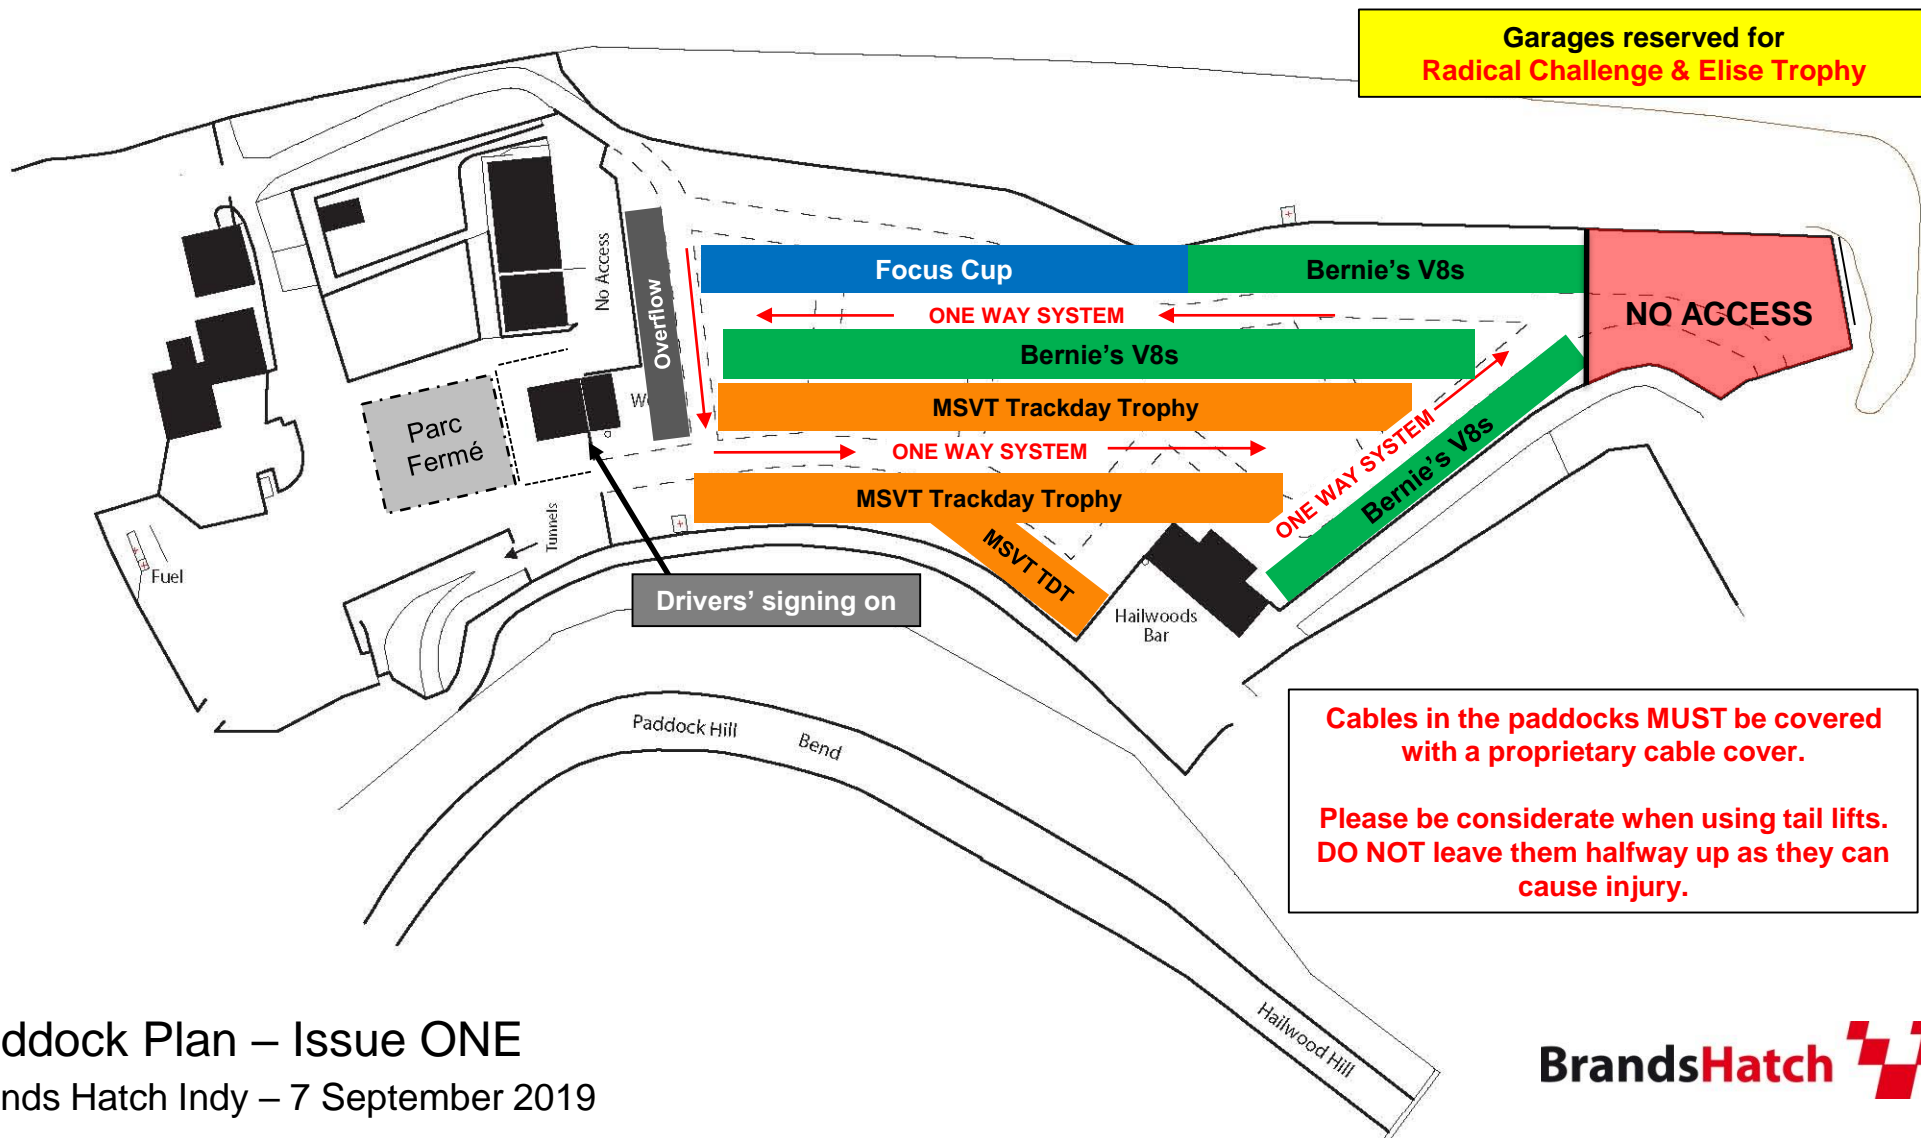 Garages reserved for
Radical Challenge & Elise Trophy
No Access
Overflow
Focus Cup
Bernie's V8s
NO ACCESS
ONE WAY SYSTEM
Bernie's V8s
MSVT Trackday Trophy
ONE WAY SYSTEM
MSVT Trackday Trophy
ONE WAY SYSTEM
Bernie's V8s
MSVT TDT
Parc
Fermé
Tunnels
Fuel
Drivers’ signing on
Hailwoods
Bar
Paddock Hill
Bend
Hailwood Hill
Cables in the paddocks MUST be covered
with a proprietary cable cover.
Please be considerate when using tail lifts.
DO NOT leave them halfway up as they can
cause injury.
ddock Plan – Issue ONE
nds Hatch Indy – 7 September 2019
BrandsHatch